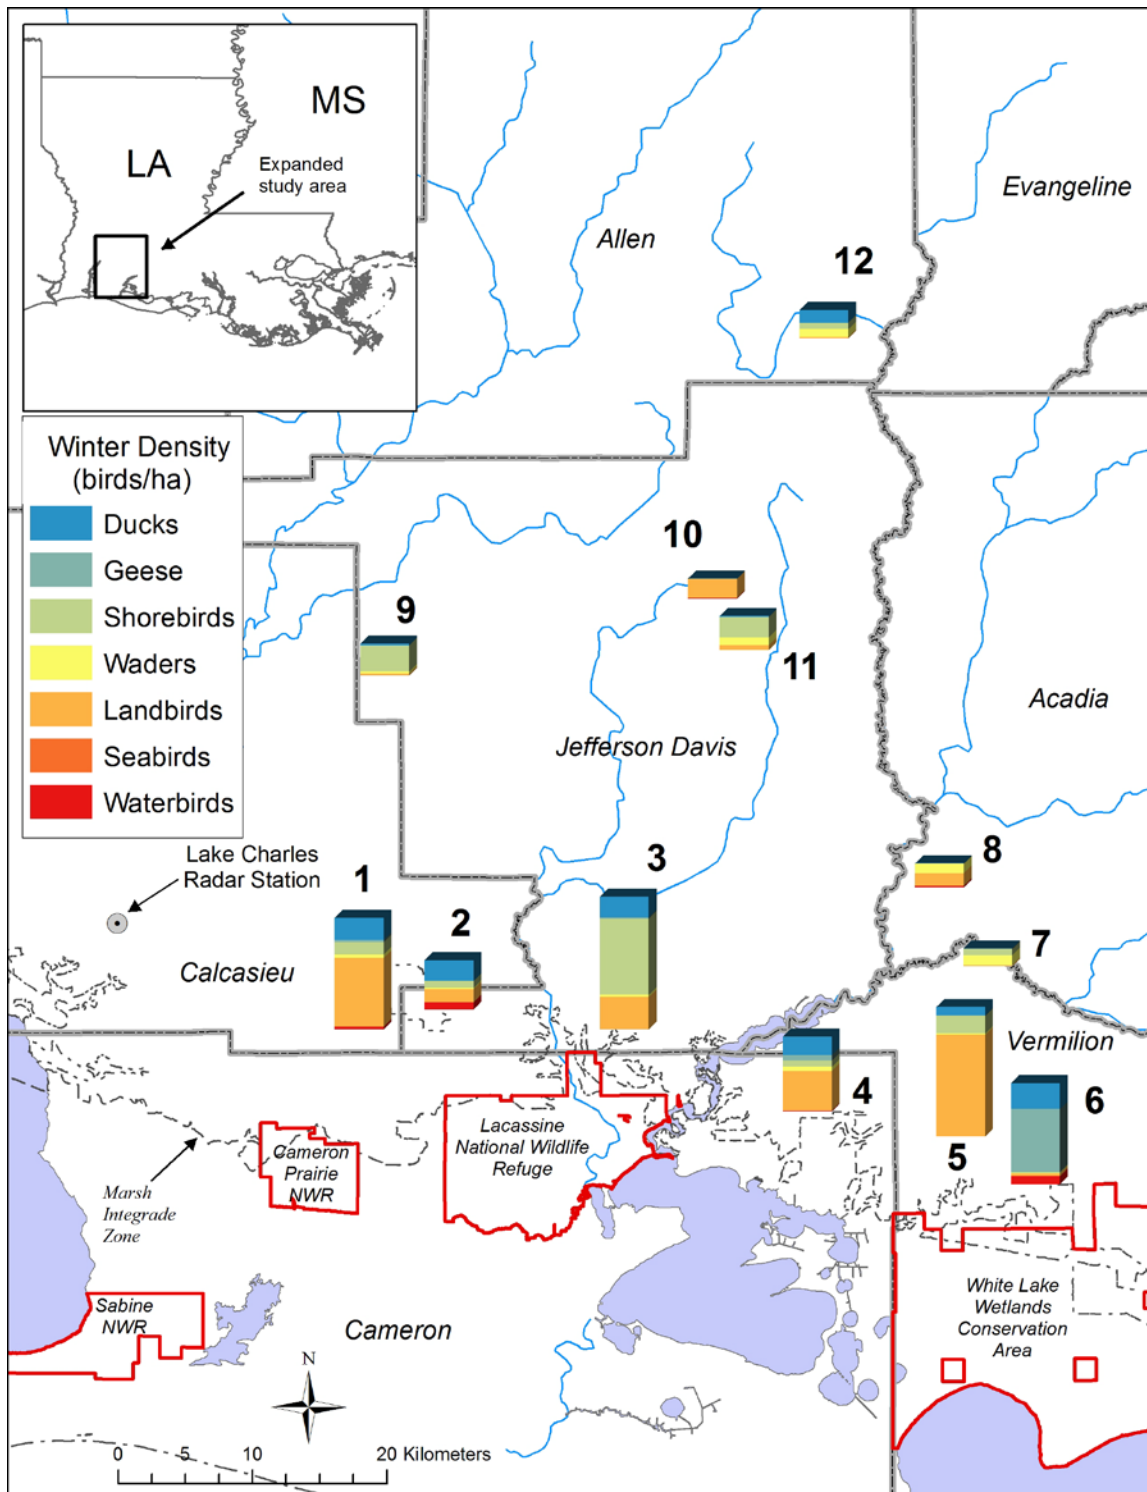 MS
LA
Expanded
study area
Evangeline
Allen
12
Winter Density
(birds/ha)
Ducks
Geese
Shorebirds
Waders
Landbirds
Seabirds
Waterbirds
10
9
11
Acadia
Jefferson Davis
Lake Charles
Radar Station
8
3
1
2
7
Calcasieu
Vermilion
4
6
Lacassine
National Wildlife
Refuge
Cameron
Prairie
NWR
5
Marsh
Integrade
Zone
White Lake
Wetlands
Conservation
Area
Sabine
NWR
Cameron
N
0 5 10 20 Kilometers